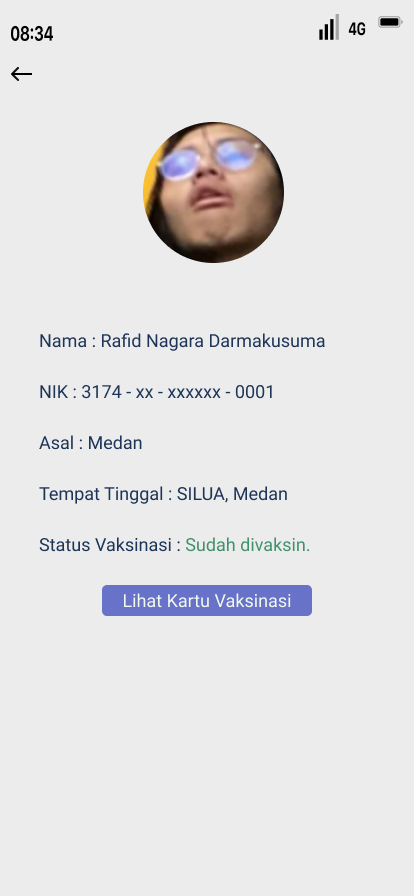 08:34
4G
Nama : Rafid Nagara Darmakusuma
NIK : 3174 - xx - xxxxxx - 0001
Asal : Medan
Tempat Tinggal : SILUA, Medan
Status Vaksinasi : Sudah divaksin.
Lihat Kartu Vaksinasi